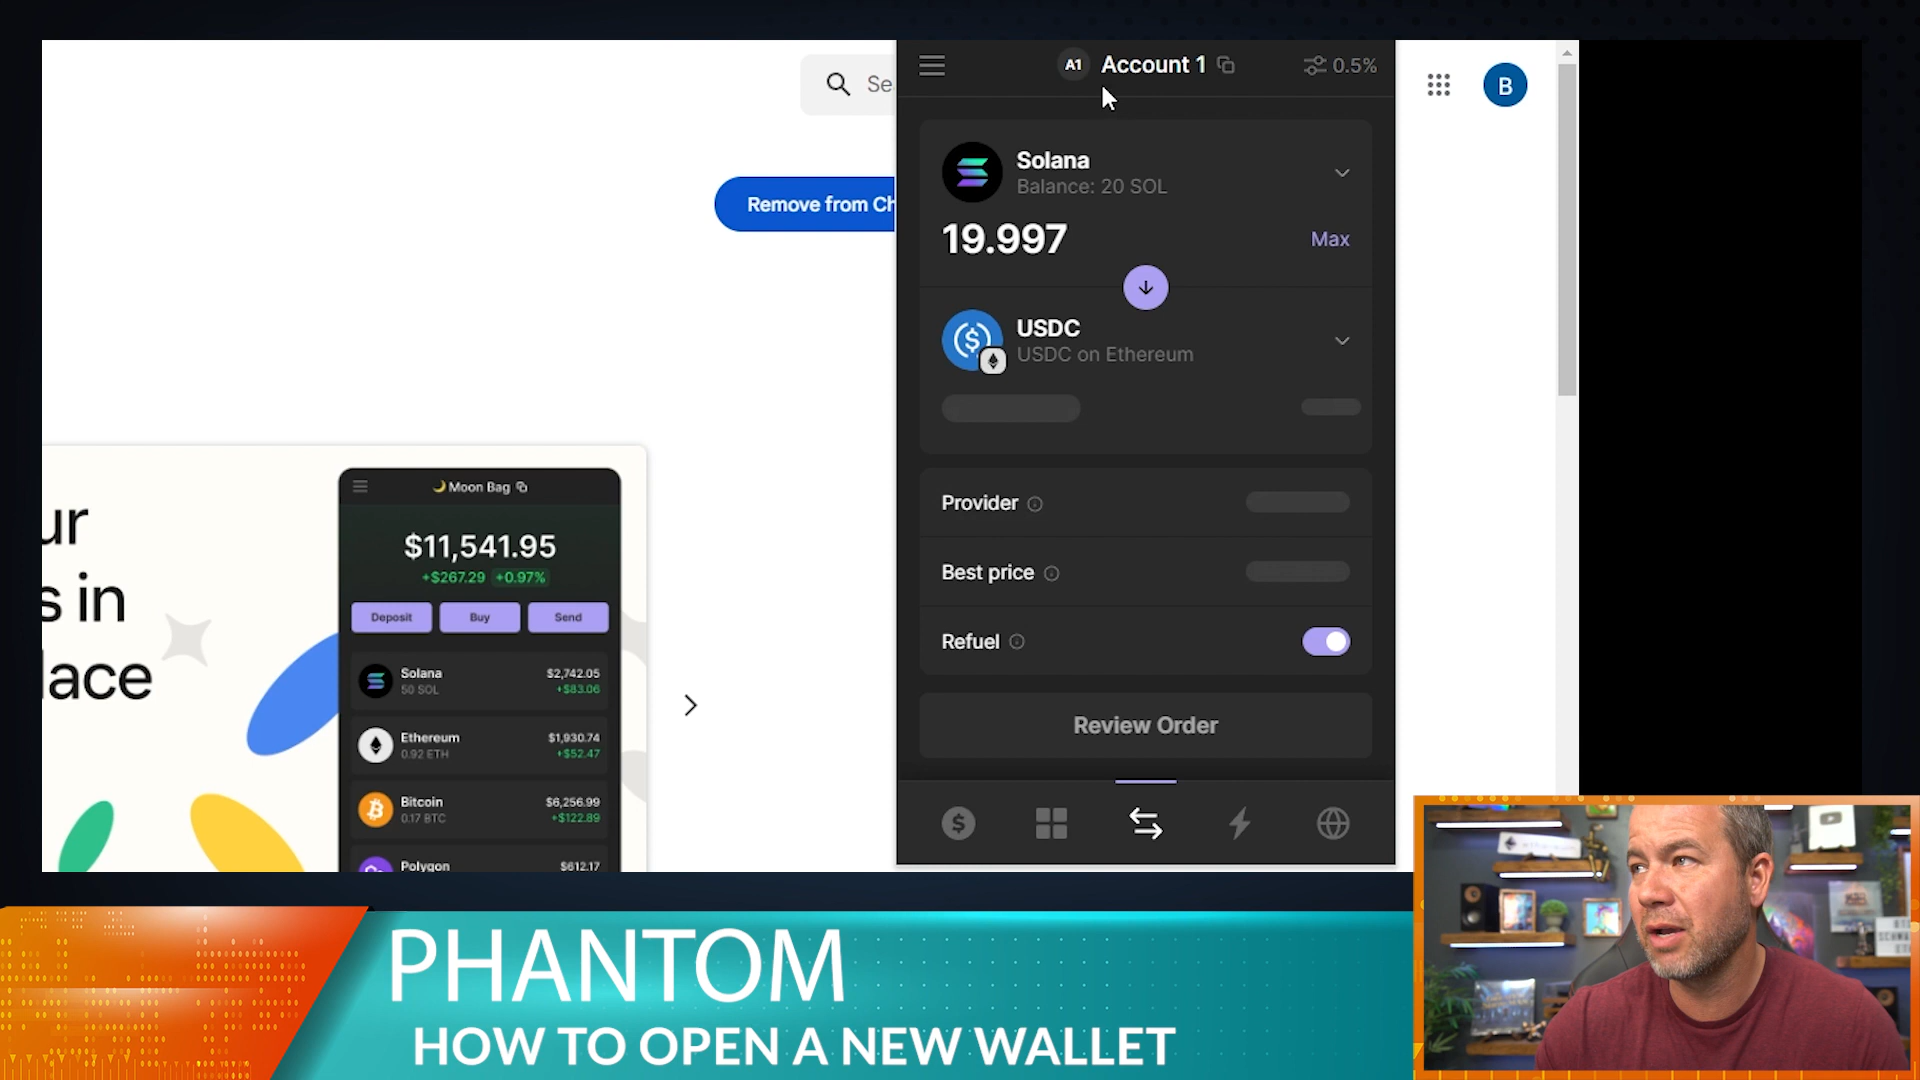 Se
B
Remove from Ch
A1 Account 1 0.5%
Solana
Balance: 20 SOL
19.997 Max
USDC
USDC on Ethereum
Provider
Best price
Refuel
Review Order
ur
s in
lace
Moon Bag
$11,541.95
+$267.29 +0.97%
Deposit Buy Send
Solana $2,742.05
50 SOL +$83.06
Ethereum $1,930.74
0.92 ETH +$52.47
Bitcoin $6,256.99
0.17 BTC +$122.89
Polygon $612.17
PHANTOM
HOW TO OPEN A NEW WALLET
ethereum